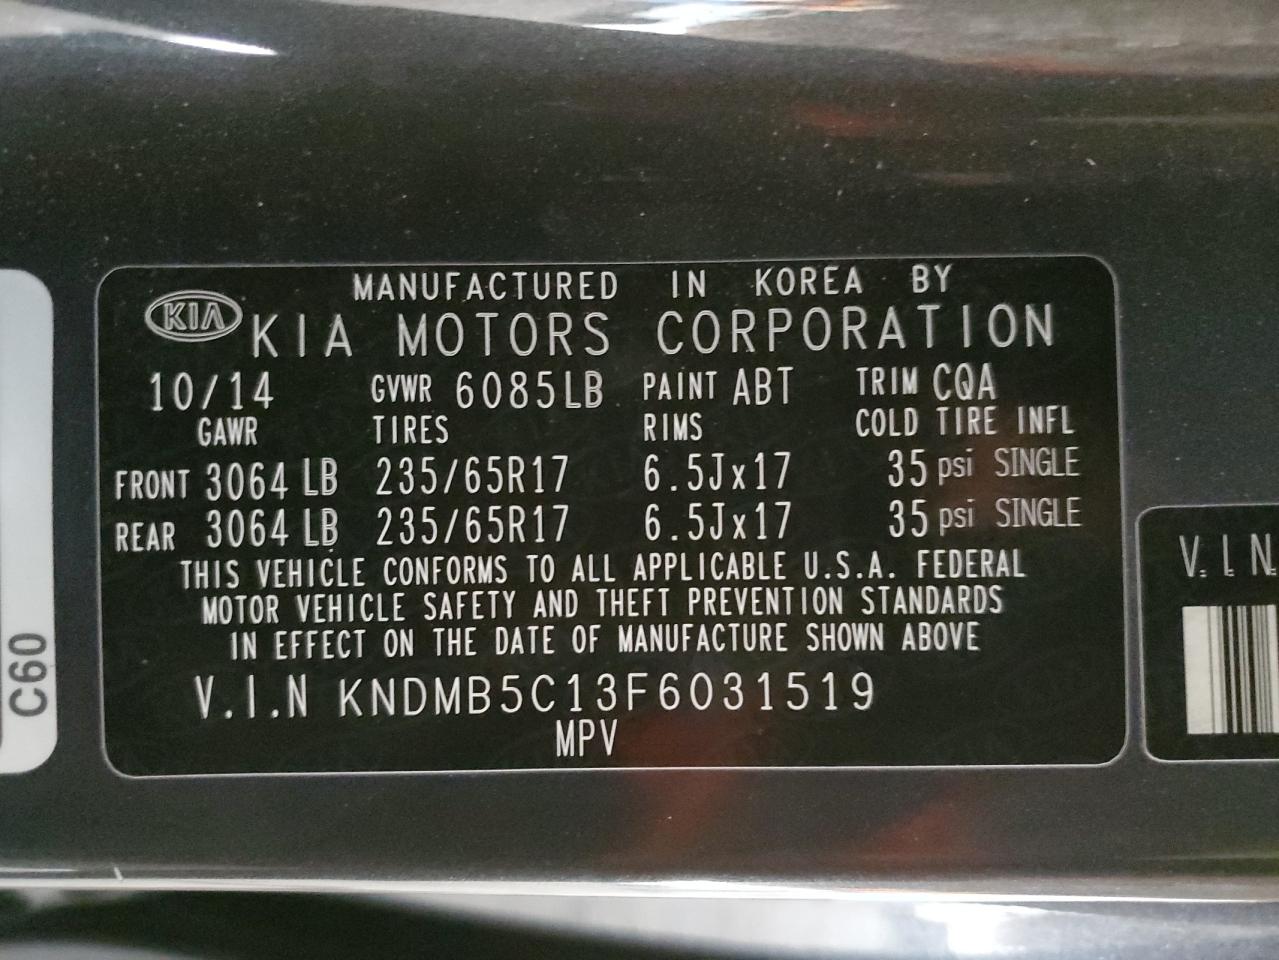 MANUFACTURED IN KOREA BY
KIA KIA MOTORS CORPORATION
10/14 GVWR 6085LB PAINT ABT TRIM CQA
GAWR TIRES RIMS COLD TIRE INFL
FRONT 3064 LB 235/65R17 6.5Jx17 35 psi SINGLE
REAR 3064 LB 235/65R17 6.5Jx17 35 psi SINGLE
THIS VEHICLE CONFORMS TO ALL APPLICABLE U.S.A. FEDERAL
MOTOR VEHICLE SAFETY AND THEFT PREVENTION STANDARDS
IN EFFECT ON THE DATE OF MANUFACTURE SHOWN ABOVE
V.I.N KNDMB5C13F6031519
MPV
C60
V.I.N.